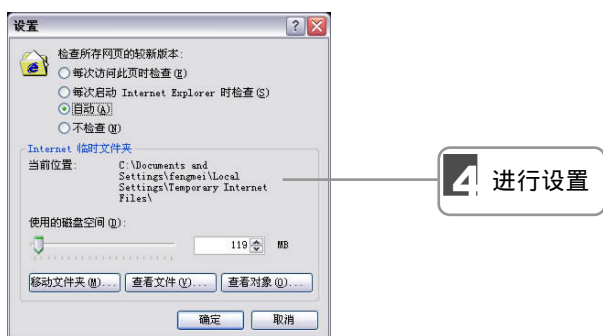 设置
检查所存网页的较新版本:
每次访问此页时检查(E)
每次启动 Internet Explorer 时检查(S)
自动(A)
不检查(N)
Internet 临时文件夹
当前位置:
C:\Documents and
Settings\fengmei\Local
Settings\Temporary Internet
Files\
使用的磁盘空间(D):
119 MB
移动文件夹(M)... 查看文件(V)... 查看对象(O)...
确定 取消
4 进行设置